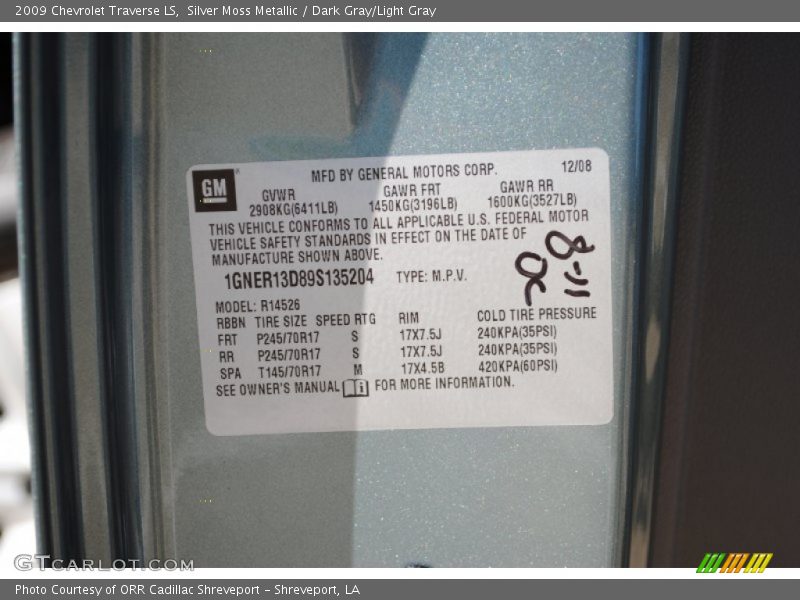 2009 Chevrolet Traverse LS, Silver Moss Metallic / Dark Gray/Light Gray
GM
MFD BY GENERAL MOTORS CORP. 12/08
GVWR GAWR FRT GAWR RR
2908KG(6411LB) 1450KG(3196LB) 1600KG(3527LB)
THIS VEHICLE CONFORMS TO ALL APPLICABLE U.S. FEDERAL MOTOR
VEHICLE SAFETY STANDARDS IN EFFECT ON THE DATE OF
MANUFACTURE SHOWN ABOVE.
1GNER13D89S135204 TYPE: M.P.V.
8-11
MODEL: R14526
RBBN TIRE SIZE SPEED RTG RIM COLD TIRE PRESSURE
FRT P245/70R17 S 17X7.5J 240KPA(35PSI)
RR P245/70R17 S 17X7.5J 240KPA(35PSI)
SPA T145/70R17 M 17X4.5B 420KPA(60PSI)
SEE OWNER'S MANUAL FOR MORE INFORMATION.
GTCARLOT.COM
Photo Courtesy of ORR Cadillac Shreveport - Shreveport, LA